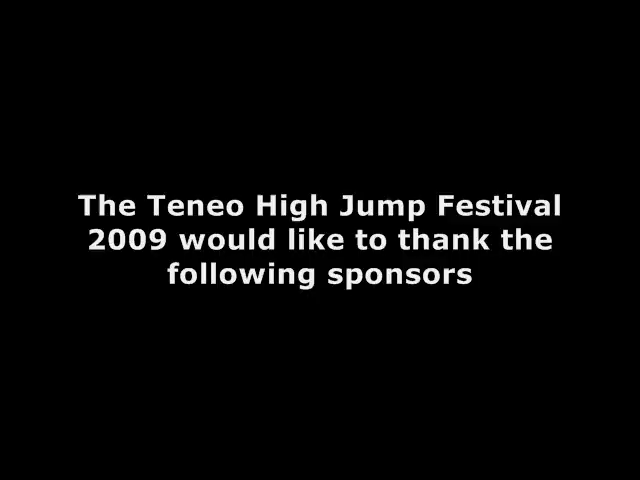 The Teneo High Jump Festival
2009 would like to thank the
following sponsors